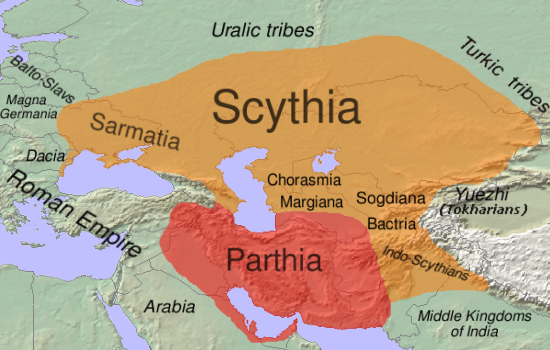 Uralic tribes
Turkic tribes
Balto-Slavs
Magna
Germania
Scythia
Sarmatia
Dacia
Chorasmia
Margiana
Sogdiana
Yuezhi
(Tokharians)
Roman Empire
Bactria
Parthia
Indo-Scythians
Arabia
Middle Kingdoms
of India